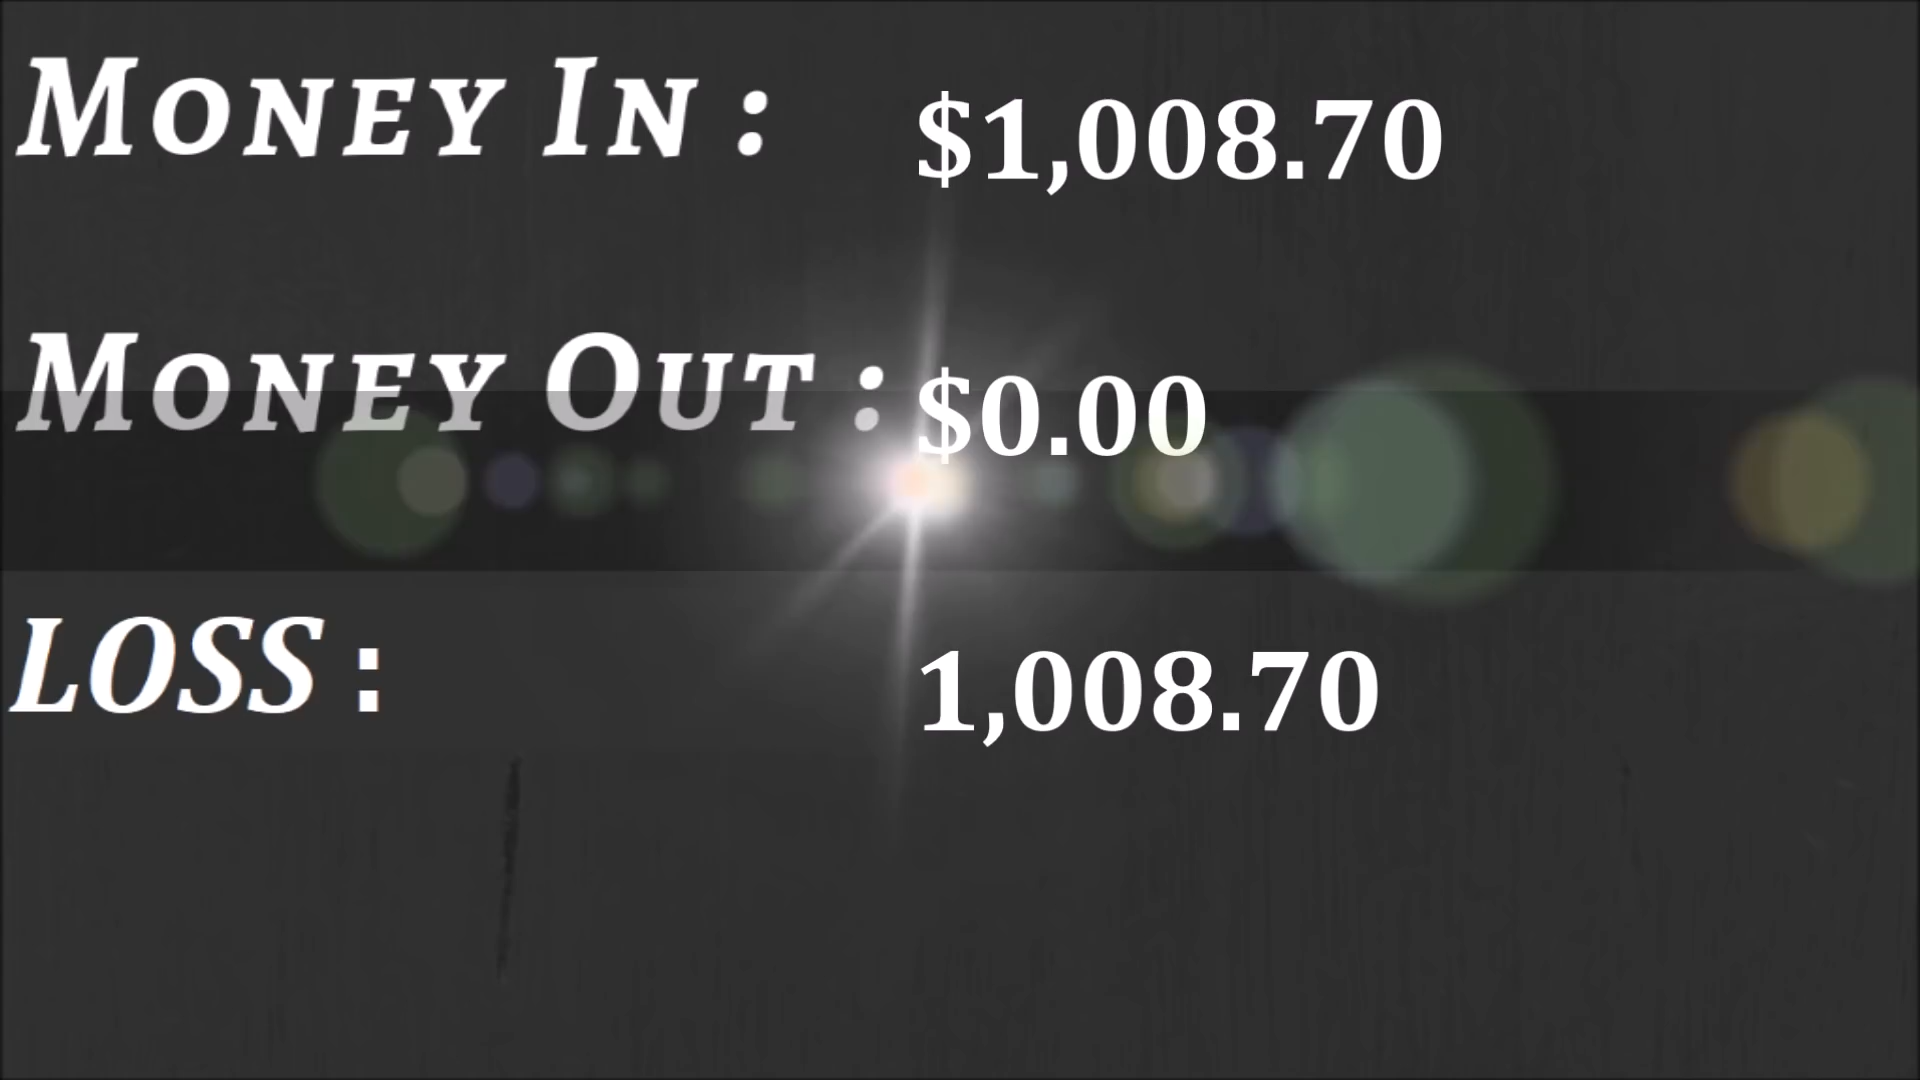 Money In : $1,008.70
Money Out : $0.00
LOSS : 1,008.70